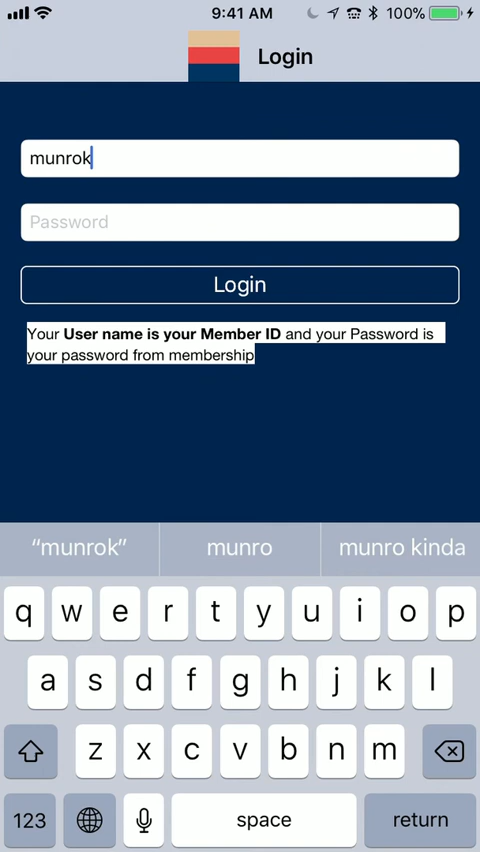 9:41 AM 100%
Login
munrok
Password
Login
Your User name is your Member ID and your Password is
your password from membership
“munrok” munro munro kinda
q w e r t y u i o p
a s d f g h j k l
z x c v b n m
123 space return